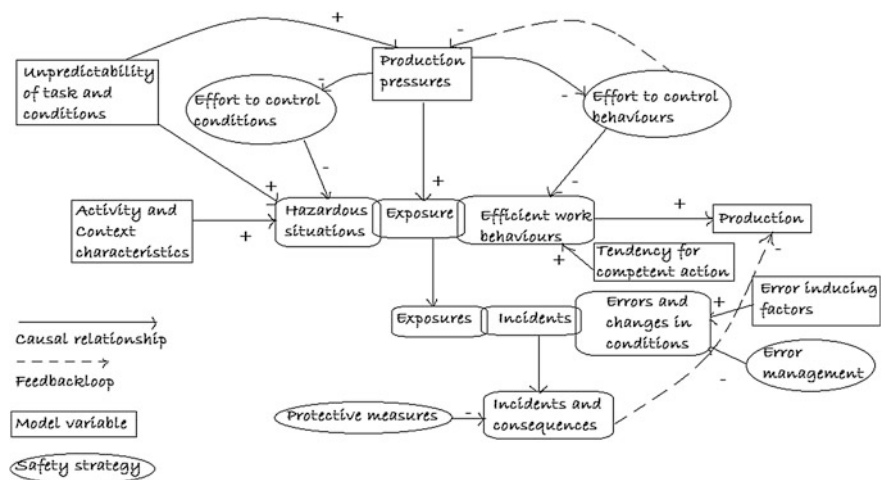 +
-
Unpredictability
of task and
conditions
Production
pressures
-
-
Effort to control
conditions
Effort to control
behaviours
-
-
+
+
-
Activity and
Context
characteristics
+
Hazardous
situations
Exposure
Efficient work
behaviours
+
Production
-
+
-
Tendency for
competent action
Exposures
Incidents
Errors and
changes in
conditions
+
Error inducing
factors
-
Error
management
Causal relationship
Feedbackloop
Protective measures
-
Incidents and
consequences
Model variable
Safety strategy